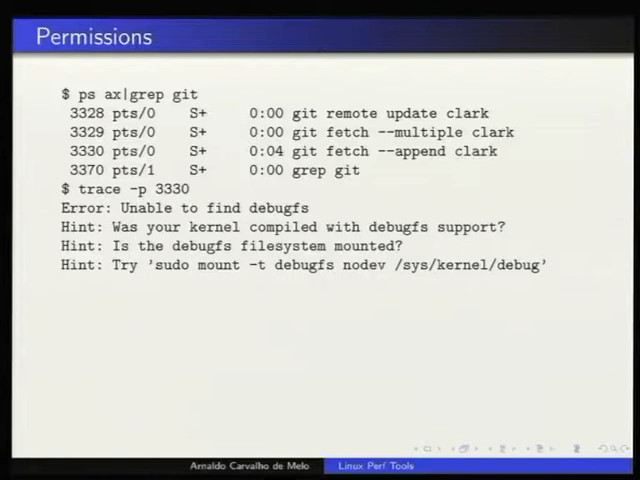 Permissions
$ ps ax|grep git
3328 pts/0 S+ 0:00 git remote update clark
3329 pts/0 S+ 0:00 git fetch --multiple clark
3330 pts/0 S+ 0:04 git fetch --append clark
3370 pts/1 S+ 0:00 grep git
$ trace -p 3330
Error: Unable to find debugfs
Hint: Was your kernel compiled with debugfs support?
Hint: Is the debugfs filesystem mounted?
Hint: Try 'sudo mount -t debugfs nodev /sys/kernel/debug'
Arnaldo Carvalho de Melo Linux Perf Tools